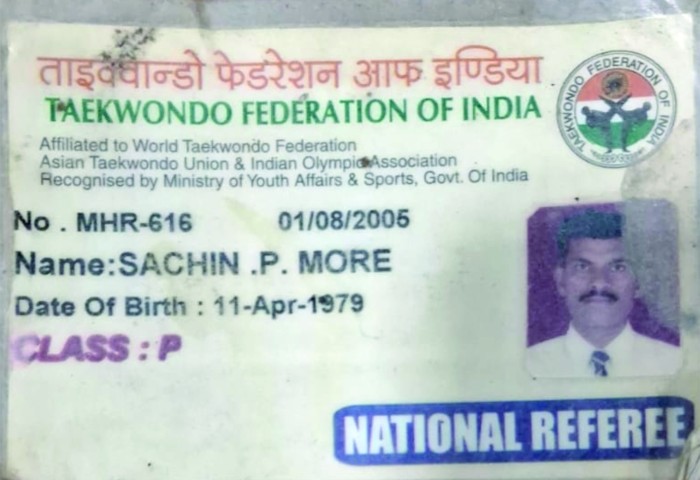 ताइक्वान्डो फेडरेशन आफ इण्डिया
TAEKWONDO FEDERATION OF INDIA
Affiliated to World Taekwondo Federation
Asian Taekwondo Union & Indian Olympic Association
Recognised by Ministry of Youth Affairs & Sports, Govt. Of India
TAEKWONDO FEDERATION OF INDIA
No . MHR-616 01/08/2005
Name:SACHIN .P. MORE
Date Of Birth : 11-Apr-1979
CLASS : P
NATIONAL REFEREE